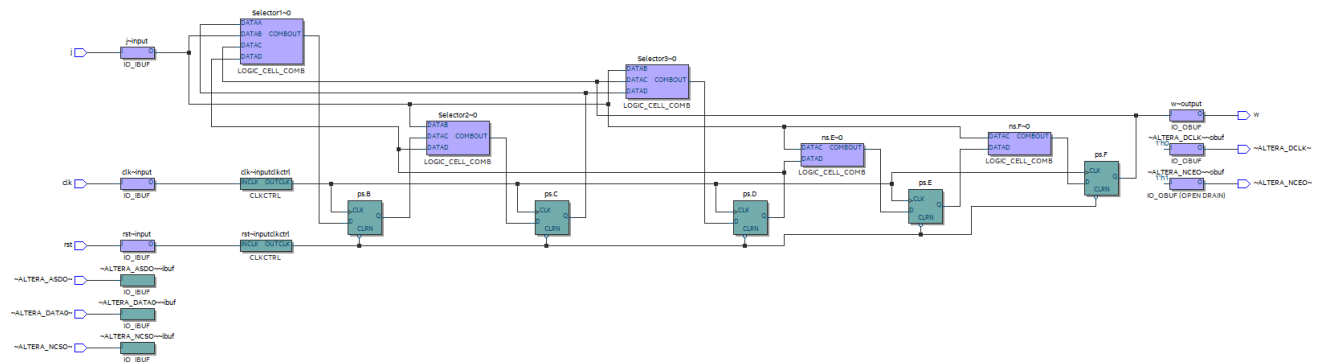 Selector1~0
DATAA
DATAB COMBOUT
DATAC
DATAD
LOGIC_CELL_COMB
j
j~input
I O
IO_IBUF
Selector3~0
DATAB
DATAC COMBOUT
DATAD
LOGIC_CELL_COMB
Selector2~0
DATAB
DATAC COMBOUT
DATAD
LOGIC_CELL_COMB
ns.E~0
DATAC COMBOUT
DATAD
LOGIC_CELL_COMB
ns.F~0
DATAC COMBOUT
DATAD
LOGIC_CELL_COMB
w~output
I O
IO_OBUF
w
~ALTERA_DCLK~~obuf
1'h0
I O
IO_OBUF
~ALTERA_DCLK~
~ALTERA_NCEO~~obuf
1'h1
I O
IO_OBUF (OPEN DRAIN)
~ALTERA_NCEO~
clk
clk~input
I O
IO_IBUF
clk~inputclkctrl
INCLK OUTCLK
CLKCTRL
ps.B
CLK
D Q
CLRN
ps.C
CLK
D Q
CLRN
ps.D
CLK
D Q
CLRN
ps.E
CLK
D Q
CLRN
ps.F
CLK
D Q
CLRN
rst
rst~input
I O
IO_IBUF
rst~inputclkctrl
INCLK OUTCLK
CLKCTRL
~ALTERA_ASDO~
~ALTERA_ASDO~~ibuf
IO_IBUF
~ALTERA_DATA0~
~ALTERA_DATA0~~ibuf
IO_IBUF
~ALTERA_NCSO~
~ALTERA_NCSO~~ibuf
IO_IBUF